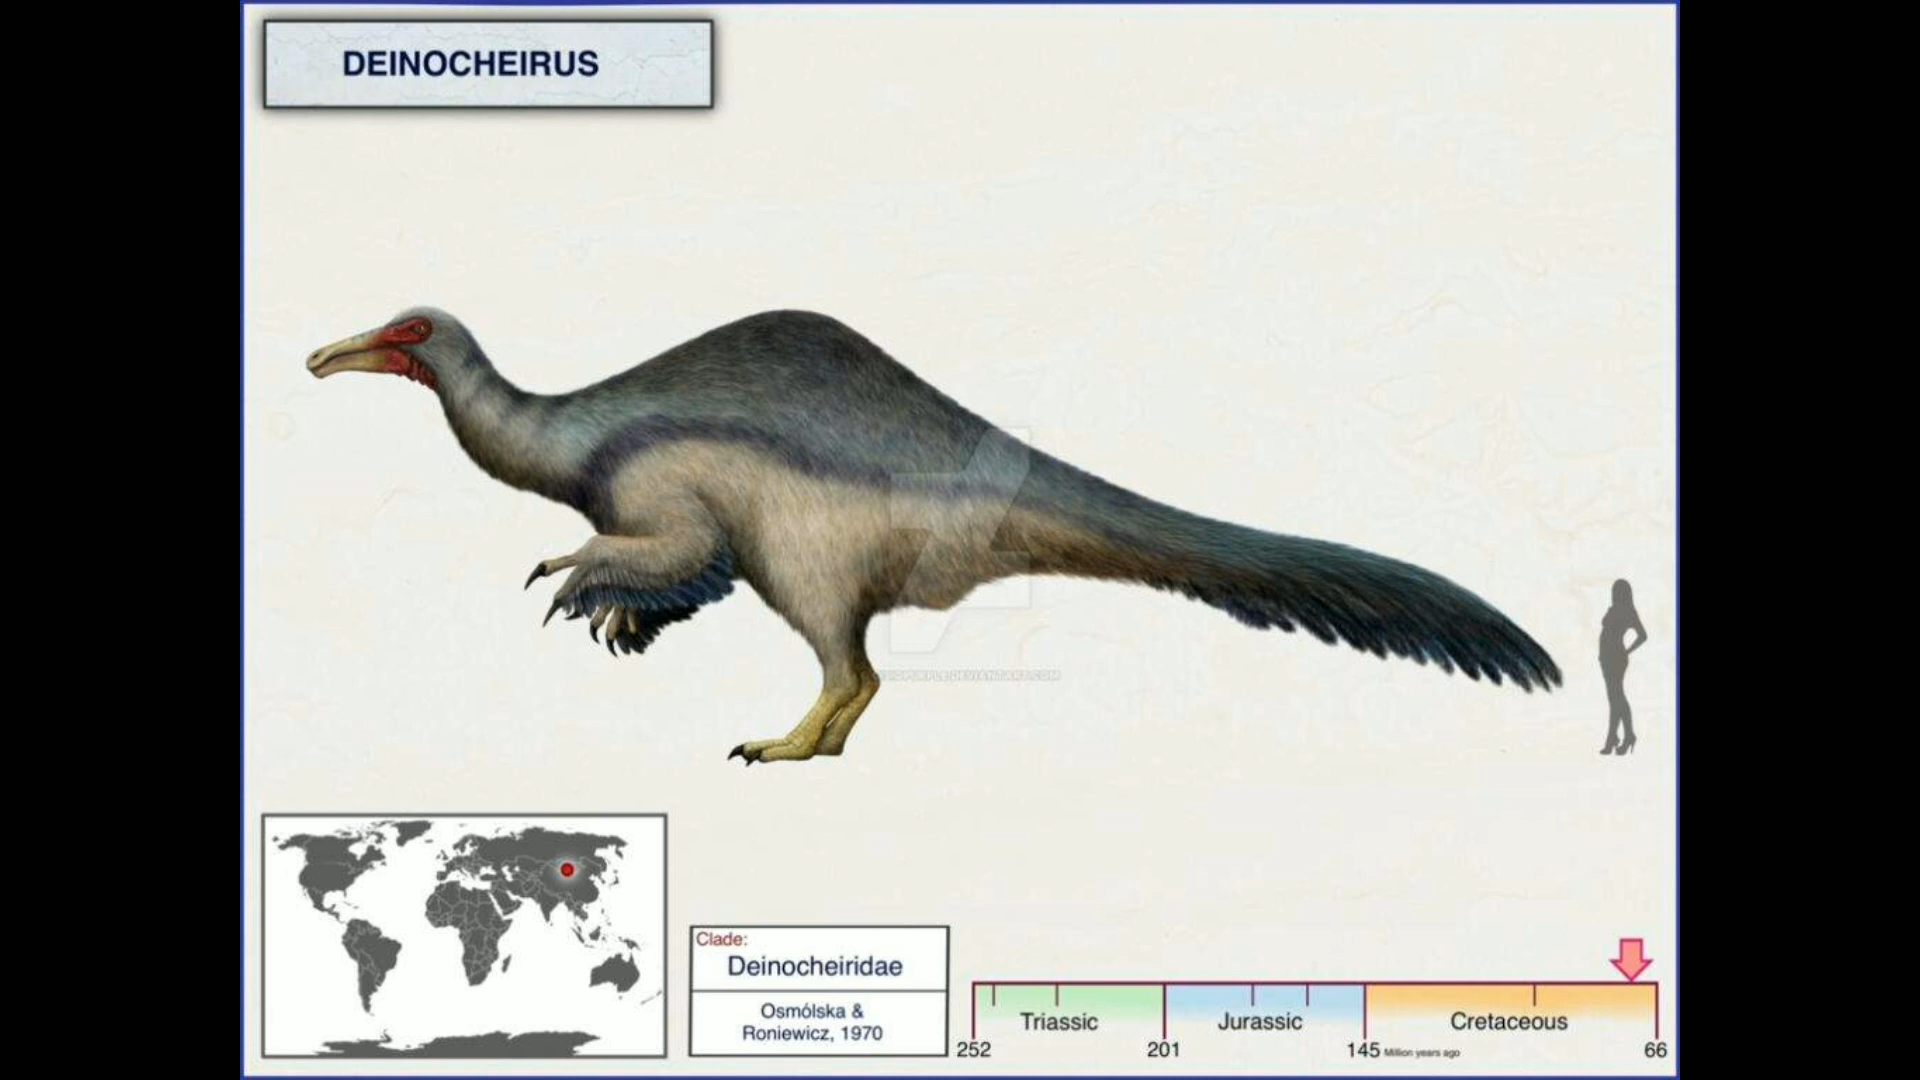 DEINOCHEIRUS
Clade:
Deinocheiridae
Osmólska &
Roniewicz, 1970
Triassic
Jurassic
Cretaceous
252
201
145 Million years ago
66